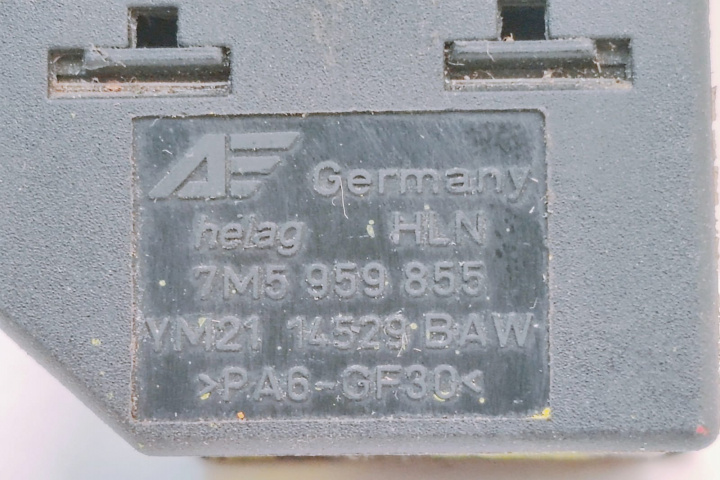 AF Germany
helag HLN
7M5 959 855
YM21 14529 BAW
>PA6-GF30<